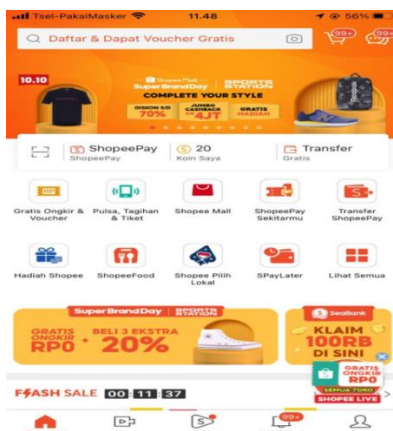 Tsel-PakaiMasker 11.48 56%
Daftar & Dapat Voucher Gratis
99+
99+
10.10
Shopee Mall
SuperBrandDay
SPORTS
STATION
COMPLETE YOUR STYLE
DISKON S/D
70%
JUMBO
CASHBACK
4JT
GRATIS
HADIAH
ShopeePay
ShopeePay
20
Koin Saya
Transfer
Gratis
Gratis Ongkir &
Voucher
Pulsa, Tagihan
& Tiket
Shopee Mall
ShopeePay
Sekitarmu
Transfer
ShopeePay
Hadiah Shopee
ShopeeFood
Shopee Pilih
Lokal
SPayLater
Lihat Semua
SuperBrandDay
SPORTS
STATION
GRATIS
ONGKIR
RP0
+
BELI 3 EKSTRA
20%
SeaBank
KLAIM
100RB
DI SINI
GRATIS
ONGKIR
RP0
SEMUA TOKO
SHOPEE LIVE
FLASH SALE 00 11 37
99+